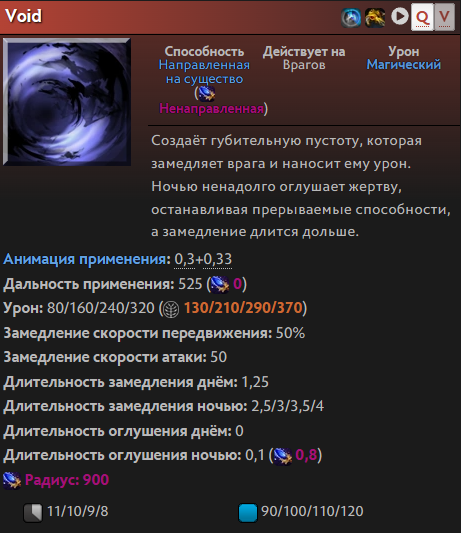 Void
Q V
Способность
Направленная
на существо
(
Ненаправленная)
Действует на
Врагов
Урон
Магический
Создаёт губительную пустоту, которая
замедляет врага и наносит ему урон.
Ночью ненадолго оглушает жертву,
останавливая прерываемые способности,
а замедление длится дольше.
Анимация применения: 0,3+0,33
Дальность применения: 525 ( 0)
Урон: 80/160/240/320 ( 130/210/290/370)
Замедление скорости передвижения: 50%
Замедление скорости атаки: 50
Длительность замедления днём: 1,25
Длительность замедления ночью: 2,5/3/3,5/4
Длительность оглушения днём: 0
Длительность оглушения ночью: 0,1 ( 0,8)
Радиус: 900
11/10/9/8 90/100/110/120